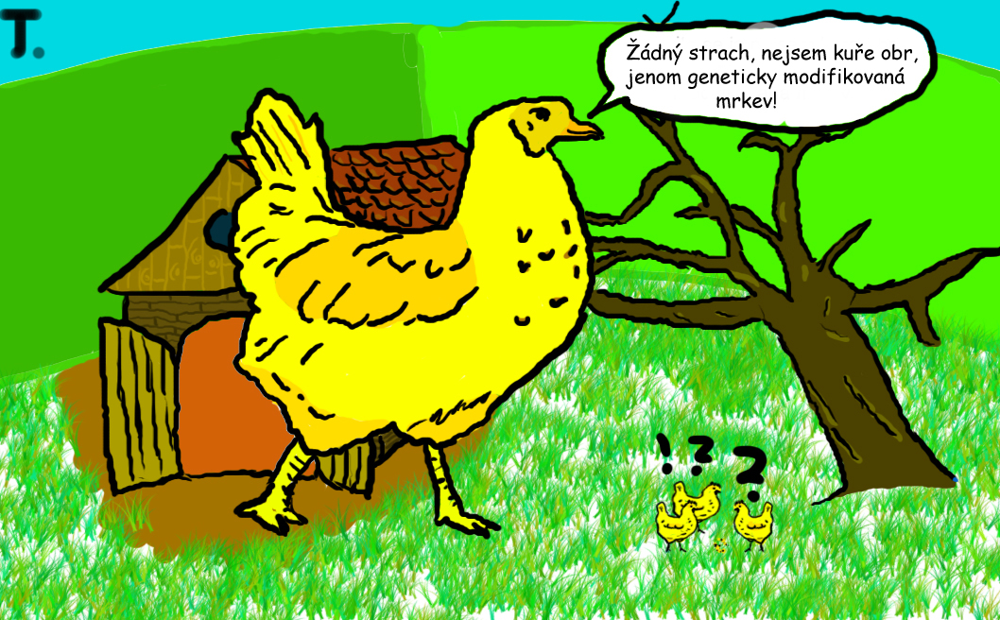 T.
Žádný strach, nejsem kuře obr,
jenom geneticky modifikovaná
mrkev!
! ? ?